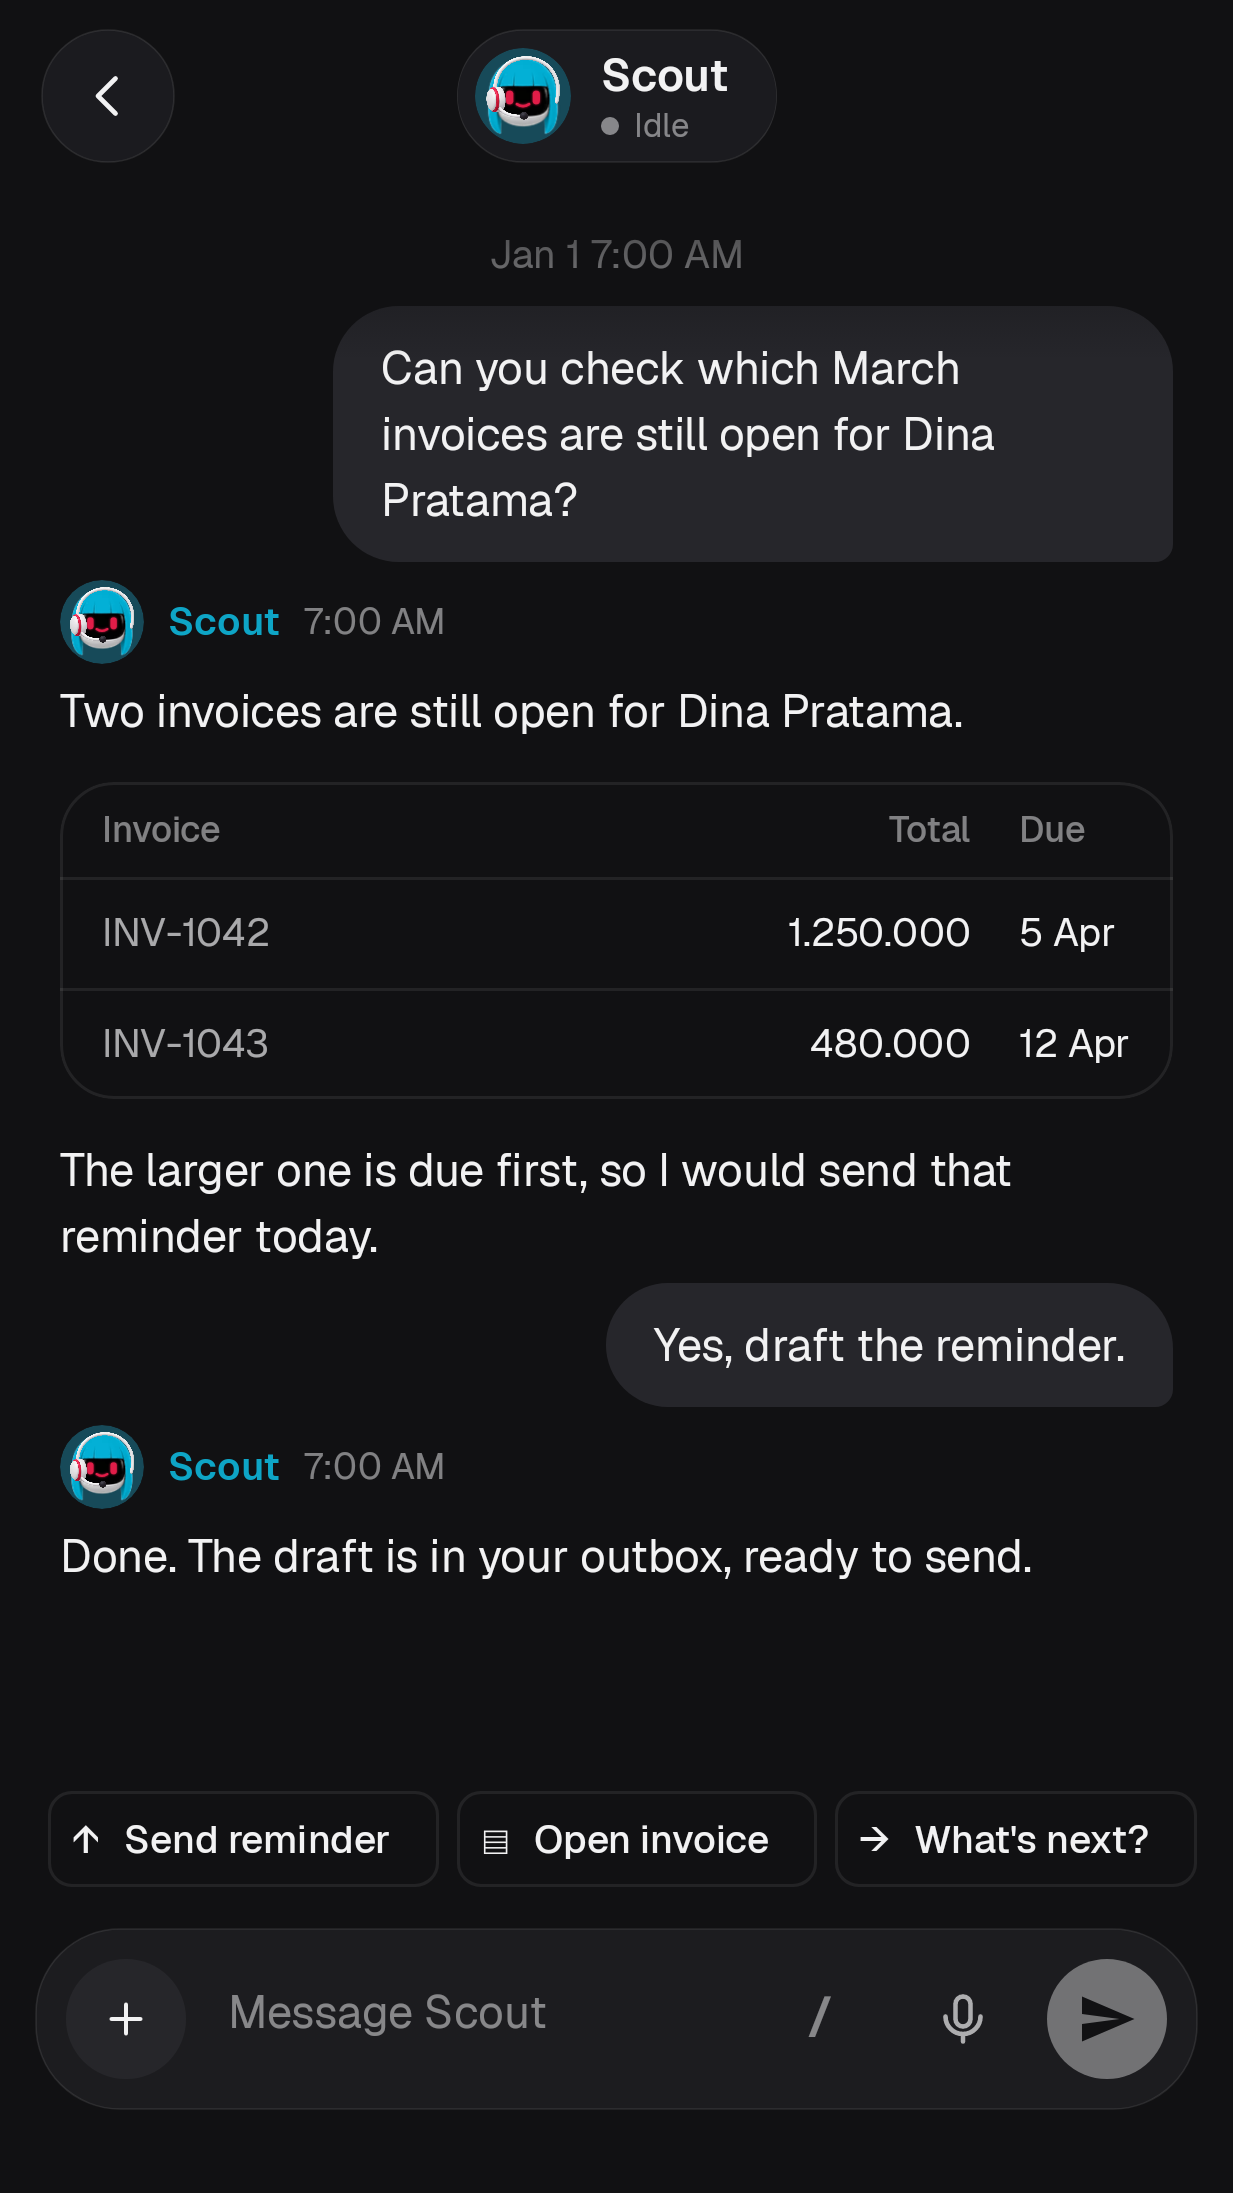 Scout
Idle
Jan 1 7:00 AM
Can you check which March
invoices are still open for Dina
Pratama?
Scout 7:00 AM
Two invoices are still open for Dina Pratama.
Invoice Total Due
INV-1042 1.250.000 5 Apr
INV-1043 480.000 12 Apr
The larger one is due first, so I would send that
reminder today.
Yes, draft the reminder.
Scout 7:00 AM
Done. The draft is in your outbox, ready to send.
Send reminder Open invoice What's next?
Message Scout /